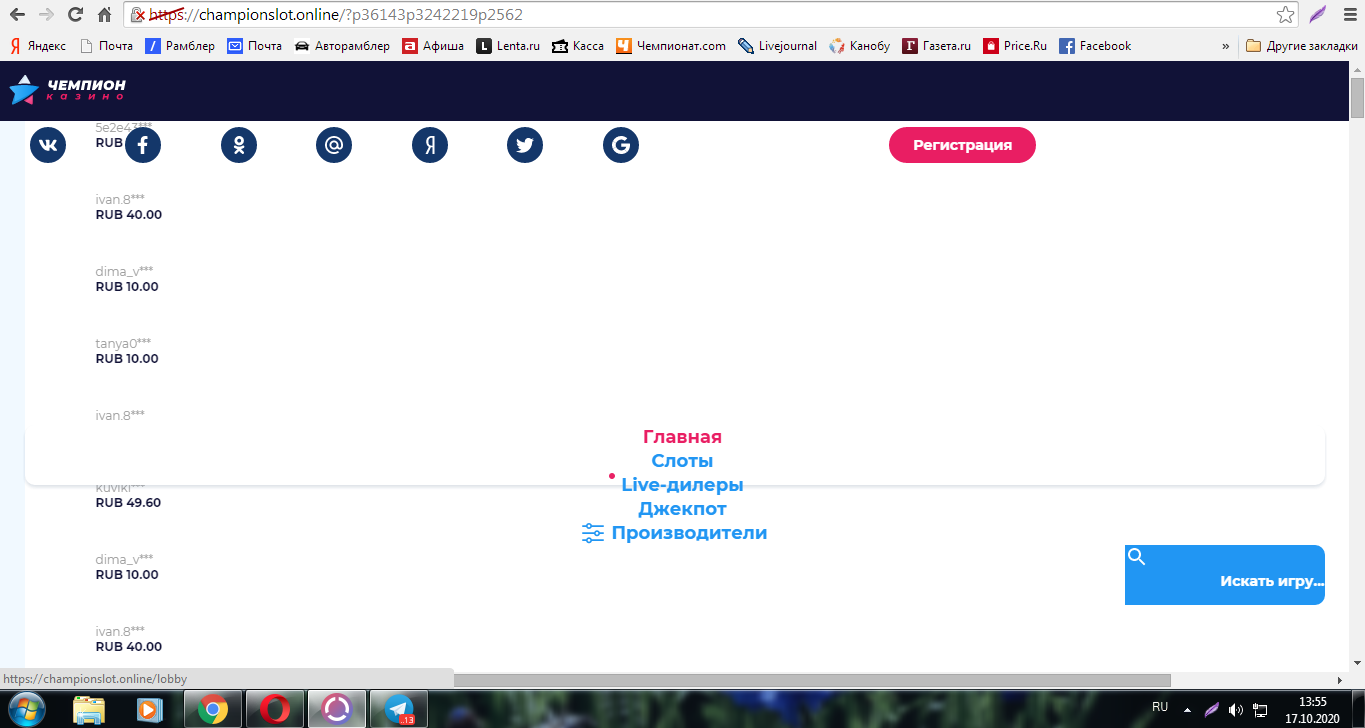 https://championslot.online/?p36143p3242219p2562
Яндекс Почта Рамблер Почта Авторамблер Афиша Lenta.ru Касса Чемпионат.com Livejournal Канобу Газета.ru Price.Ru Facebook » Другие закладки
ЧЕМПИОН
казино
5e2e43***
RUB
Регистрация
ivan.8***
RUB 40.00
dima_v***
RUB 10.00
tanya0***
RUB 10.00
ivan.8***
Главная
Слоты
Live-дилеры
kuviki***
RUB 49.60
Джекпот
Производители
dima_v***
RUB 10.00
Искать игру...
ivan.8***
RUB 40.00
https://championslot.online/lobby
.13
RU
13:55
17.10.2020